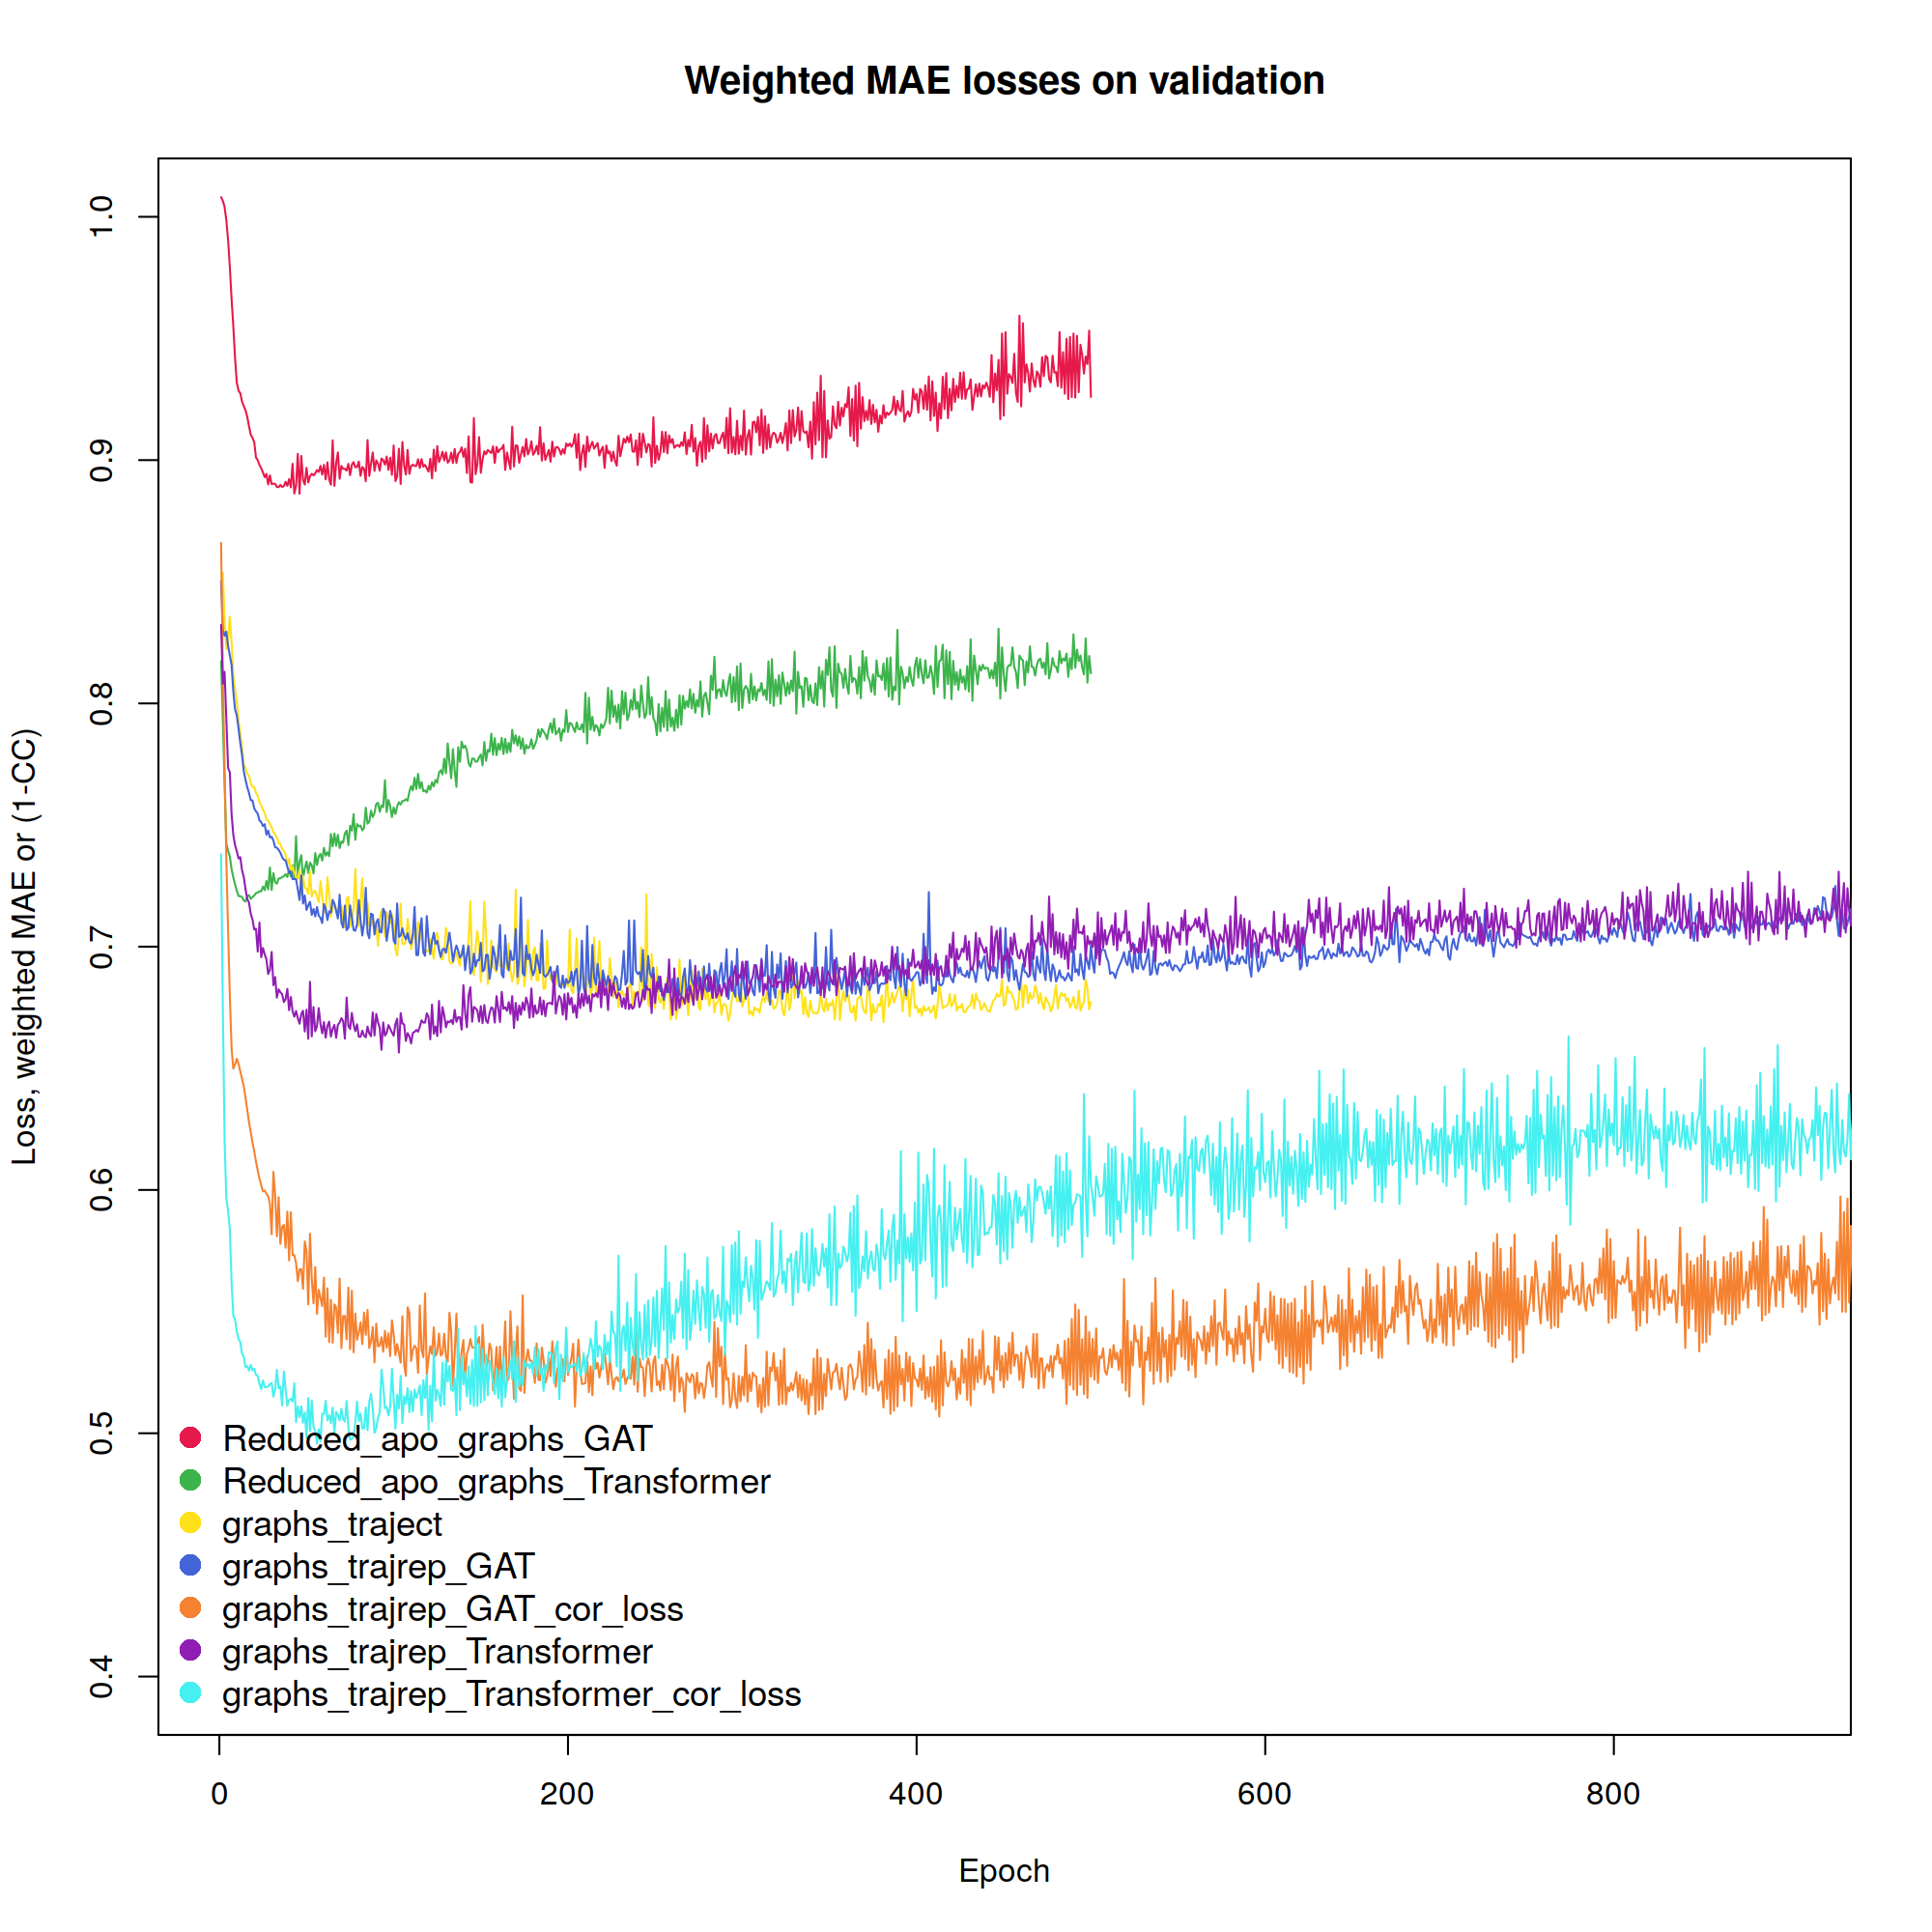 Weighted MAE losses on validation
Loss, weighted MAE or (1-CC)
1.0
0.9
0.8
0.7
0.6
0.5
0.4
Reduced_apo_graphs_GAT
Reduced_apo_graphs_Transformer
graphs_traject
graphs_trajrep_GAT
graphs_trajrep_GAT_cor_loss
graphs_trajrep_Transformer
graphs_trajrep_Transformer_cor_loss
0 200 400 600 800
Epoch